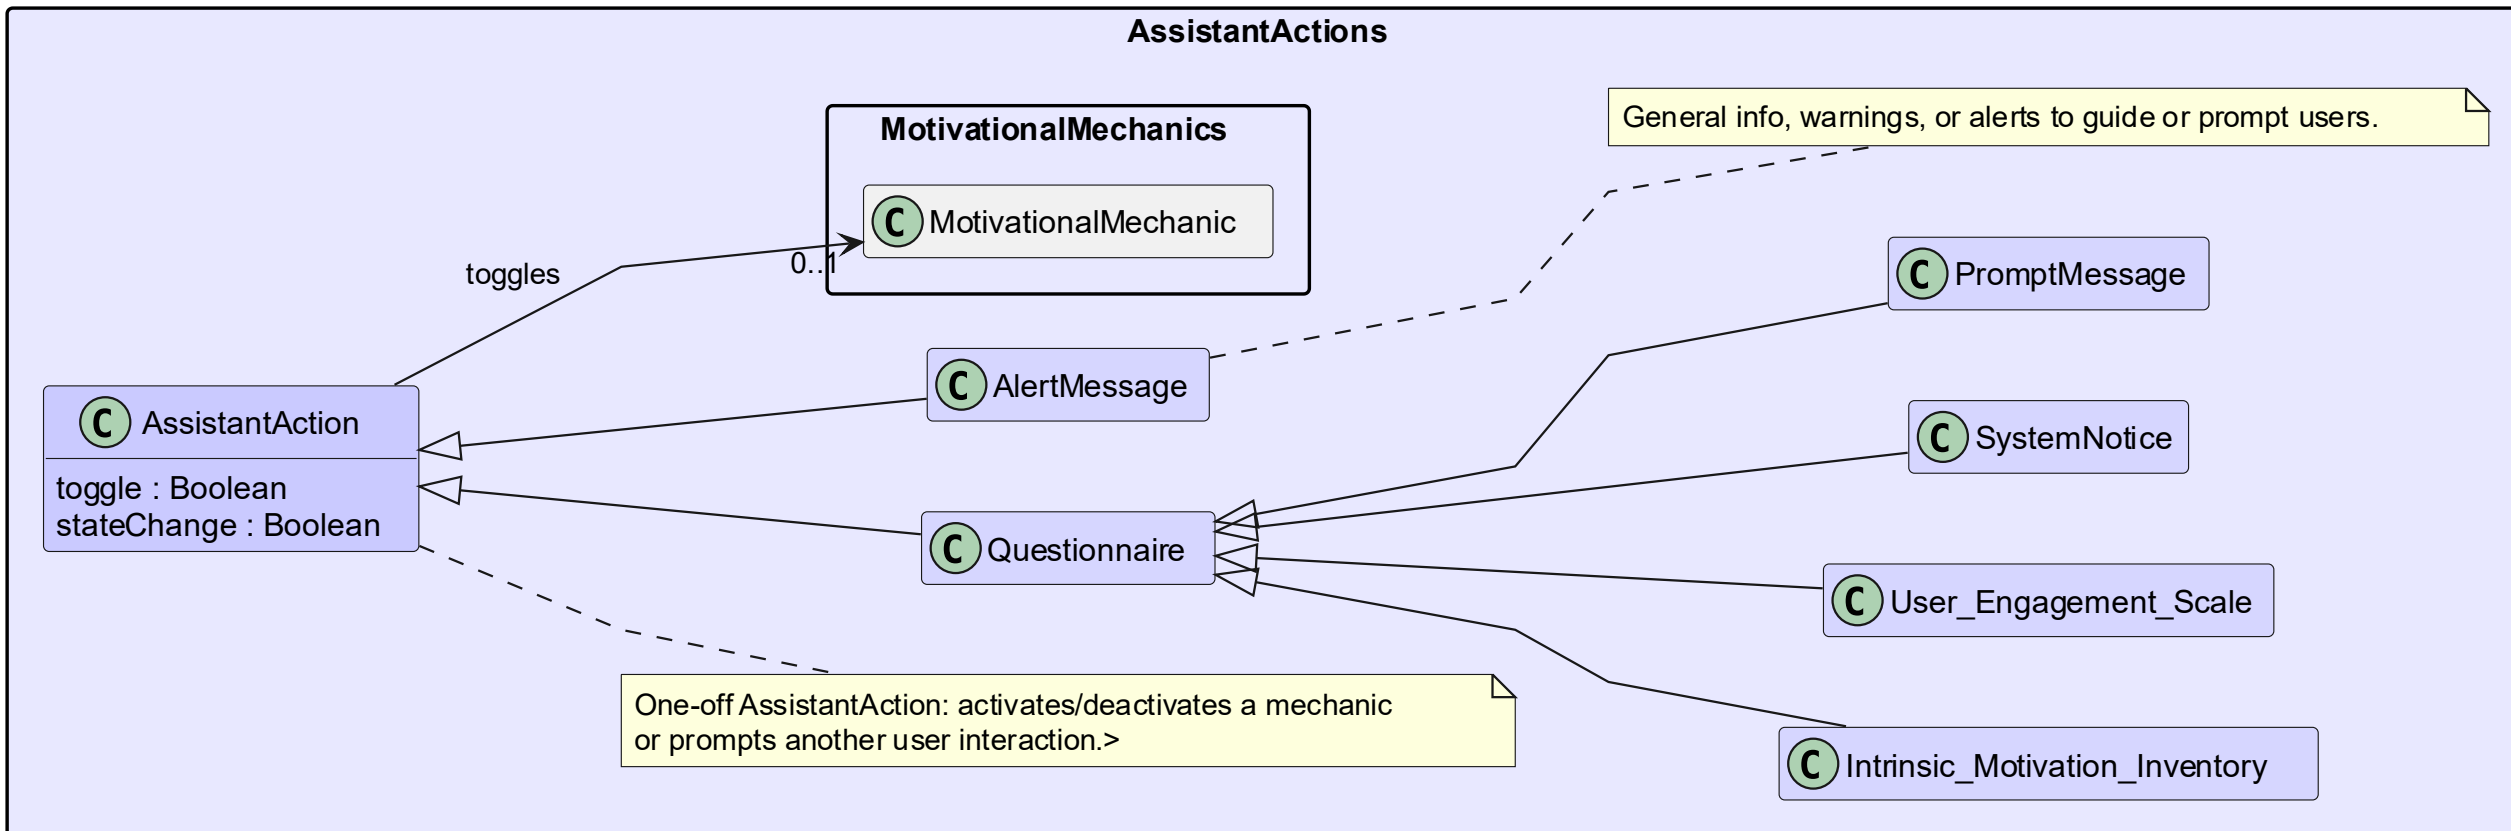 AssistantActions
MotivationalMechanics
C MotivationalMechanic
General info, warnings, or alerts to guide or prompt users.
toggles
0..1
C PromptMessage
C AlertMessage
C AssistantAction
toggle : Boolean
stateChange : Boolean
C SystemNotice
C Questionnaire
C User_Engagement_Scale
One-off AssistantAction: activates/deactivates a mechanic
or prompts another user interaction.>
C Intrinsic_Motivation_Inventory